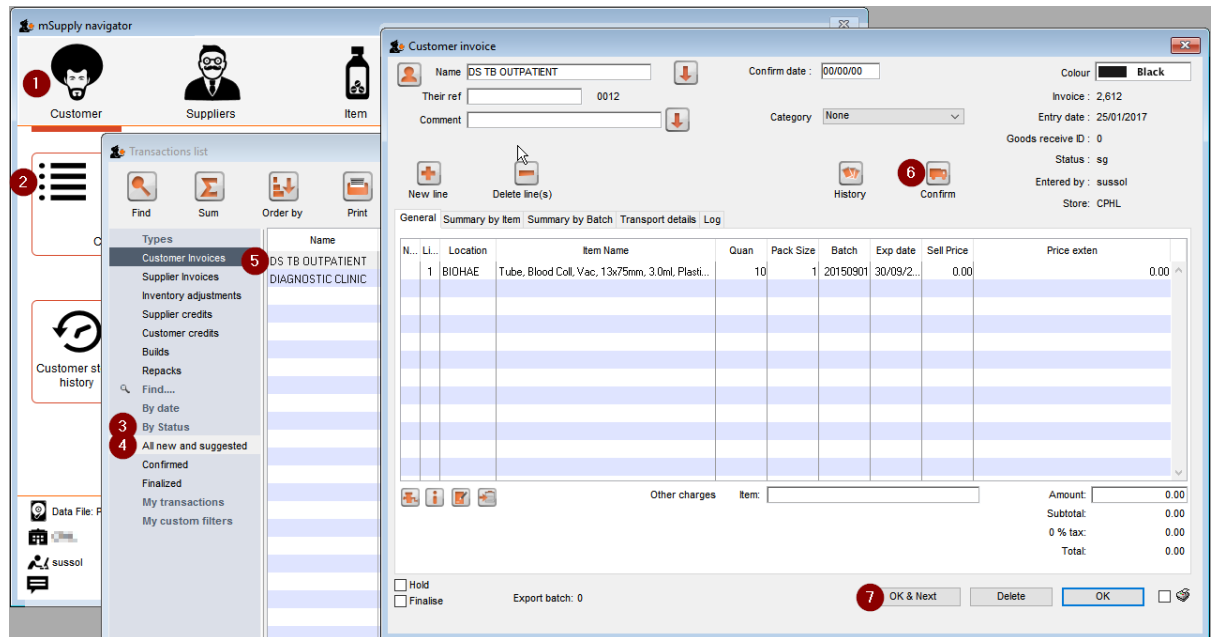 mSupply navigator
1
Customer
Suppliers
Item
2
C
Customer st
history
Data File: P
sussol
Transactions list
Find
Sum
Order by
Print
Types
Customer Invoices
Supplier Invoices
Inventory adjustments
Supplier credits
Customer credits
Builds
Repacks
Find....
By date
3 By Status
4 All new and suggested
Confirmed
Finalized
My transactions
My custom filters
Name
5 DS TB OUTPATIENT
DIAGNOSTIC CLINIC
Customer invoice
Name DS TB OUTPATIENT
Confirm date : 00/00/00
Colour Black
Their ref 0012
Invoice : 2,612
Comment
Category None
Entry date : 25/01/2017
Goods receive ID : 0
Status : sg
Entered by : sussol
Store: CPHL
New line
Delete line(s)
History
6 Confirm
General Summary by Item Summary by Batch Transport details Log
N... Li... Location Item Name Quan Pack Size Batch Exp date Sell Price Price exten
1 BIOHAE Tube, Blood Coll, Vac, 13x75mm, 3.0ml, Plasti... 10 1 20150901 30/09/2... 0.00 0.00
Other charges Item: Amount: 0.00
Subtotal: 0.00
0 % tax: 0.00
Total: 0.00
Hold
Finalise
Export batch: 0
7 OK & Next Delete OK